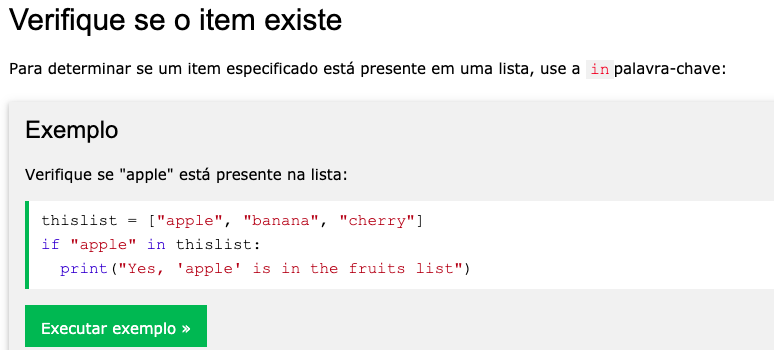 Verifique se o item existe
Para determinar se um item especificado está presente em uma lista, use a in palavra-chave:
Exemplo
Verifique se "apple" está presente na lista:
thislist = ["apple", "banana", "cherry"]
if "apple" in thislist:
  print("Yes, 'apple' is in the fruits list")
Executar exemplo »